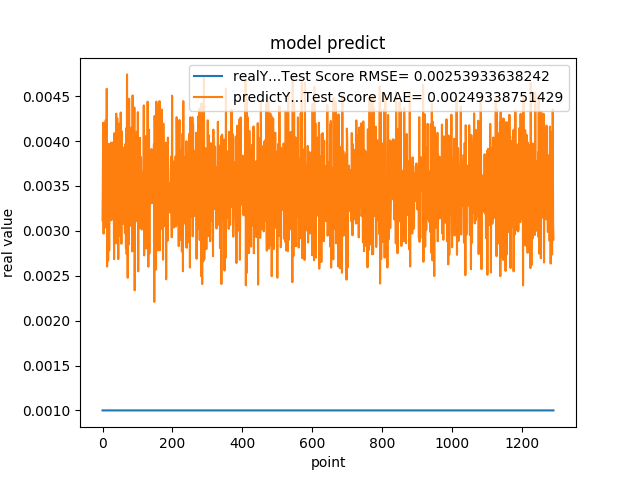 model predict
realY...Test Score RMSE= 0.00253933638242
predictY...Test Score MAE= 0.00249338751429
0.0045
0.0040
0.0035
0.0030
0.0025
0.0020
0.0015
0.0010
real value
0 200 400 600 800 1000 1200
point